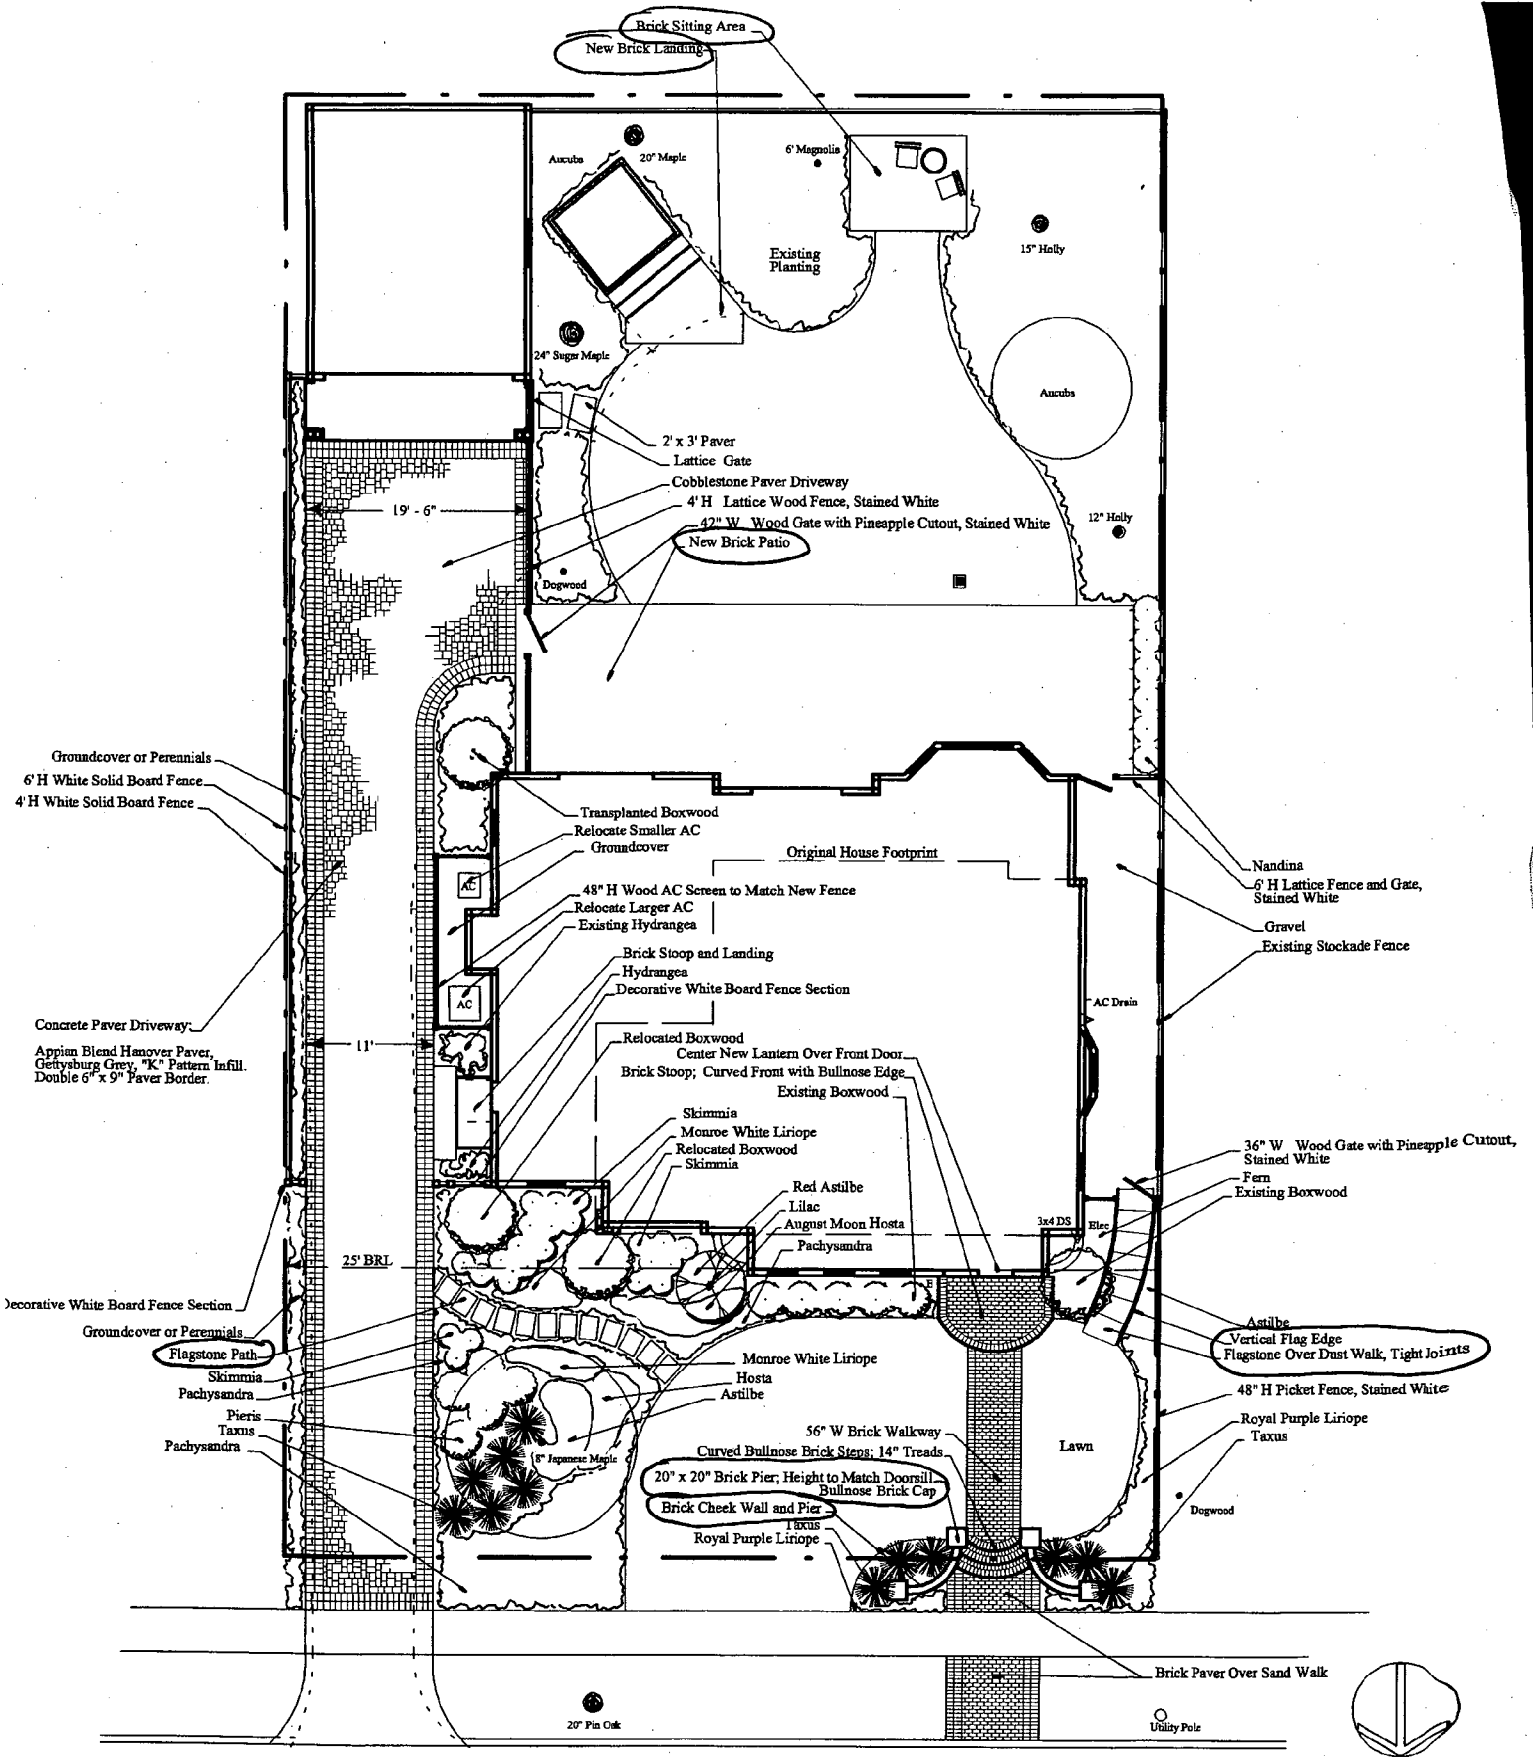 Brick Sitting Area
New Brick Landing
Aucuba
20" Maple
6' Magnolia
15" Holly
Existing
Planting
24" Sugar Maple
Aucuba
2' x 3' Paver
Lattice Gate
Cobblestone Paver Driveway
19' - 6"
4' H Lattice Wood Fence, Stained White
42" W Wood Gate with Pineapple Cutout, Stained White
12" Holly
New Brick Patio
Dogwood
Groundcover or Perennials
6' H White Solid Board Fence
4' H White Solid Board Fence
Transplanted Boxwood
Relocate Smaller AC
Groundcover
Original House Footprint
Nandina
6' H Lattice Fence and Gate,
Stained White
AC
48" H Wood AC Screen to Match New Fence
Relocate Larger AC
Existing Hydrangea
Gravel
Existing Stockade Fence
Brick Stoop and Landing
Hydrangea
Decorative White Board Fence Section
AC
AC Drain
Concrete Paver Driveway:
Appian Blend Hanover Paver,
Gettysburg Grey, "K" Pattern Infill.
Double 6" x 9" Paver Border.
11'
Relocated Boxwood
Center New Lantern Over Front Door
Brick Stoop; Curved Front with Bullnose Edge
Existing Boxwood
Skimmia
Monroe White Liriope
Relocated Boxwood
Skimmia
36" W Wood Gate with Pineapple Cutout,
Stained White
Fern
Existing Boxwood
Red Astilbe
Lilac
August Moon Hosta
Pachysandra
3x4 DS
Elec
25' BRL
E
Decorative White Board Fence Section
Groundcover or Perennials
Flagstone Path
Skimmia
Pachysandra
Pieris
Taxus
Pachysandra
Astilbe
Vertical Flag Edge
Flagstone Over Dust Walk, Tight Joints
48" H Picket Fence, Stained White
Royal Purple Liriope
Taxus
Monroe White Liriope
Hosta
Astilbe
8" Japanese Maple
56" W Brick Walkway
Lawn
Curved Bullnose Brick Steps; 14" Treads
20" x 20" Brick Pier; Height to Match Doorsill
Bullnose Brick Cap
Brick Cheek Wall and Pier
Taxus
Royal Purple Liriope
Dogwood
Brick Paver Over Sand Walk
20" Pin Oak
Utility Pole